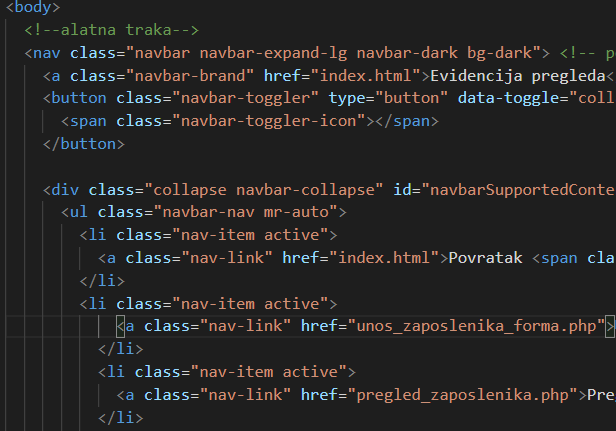 <body>
<!--alatna traka-->
<nav class="navbar navbar-expand-lg navbar-dark bg-dark"> <!-- p
<a class="navbar-brand" href="index.html">Evidencija pregleda<
<button class="navbar-toggler" type="button" data-toggle="coll
<span class="navbar-toggler-icon"></span>
</button>
<div class="collapse navbar-collapse" id="navbarSupportedConte
<ul class="navbar-nav mr-auto">
<li class="nav-item active">
<a class="nav-link" href="index.html">Povratak <span cla
</li>
<li class="nav-item active">
<a class="nav-link" href="unos_zaposlenika_forma.php">
</li>
<li class="nav-item active">
<a class="nav-link" href="pregled_zaposlenika.php">Pre
</li>